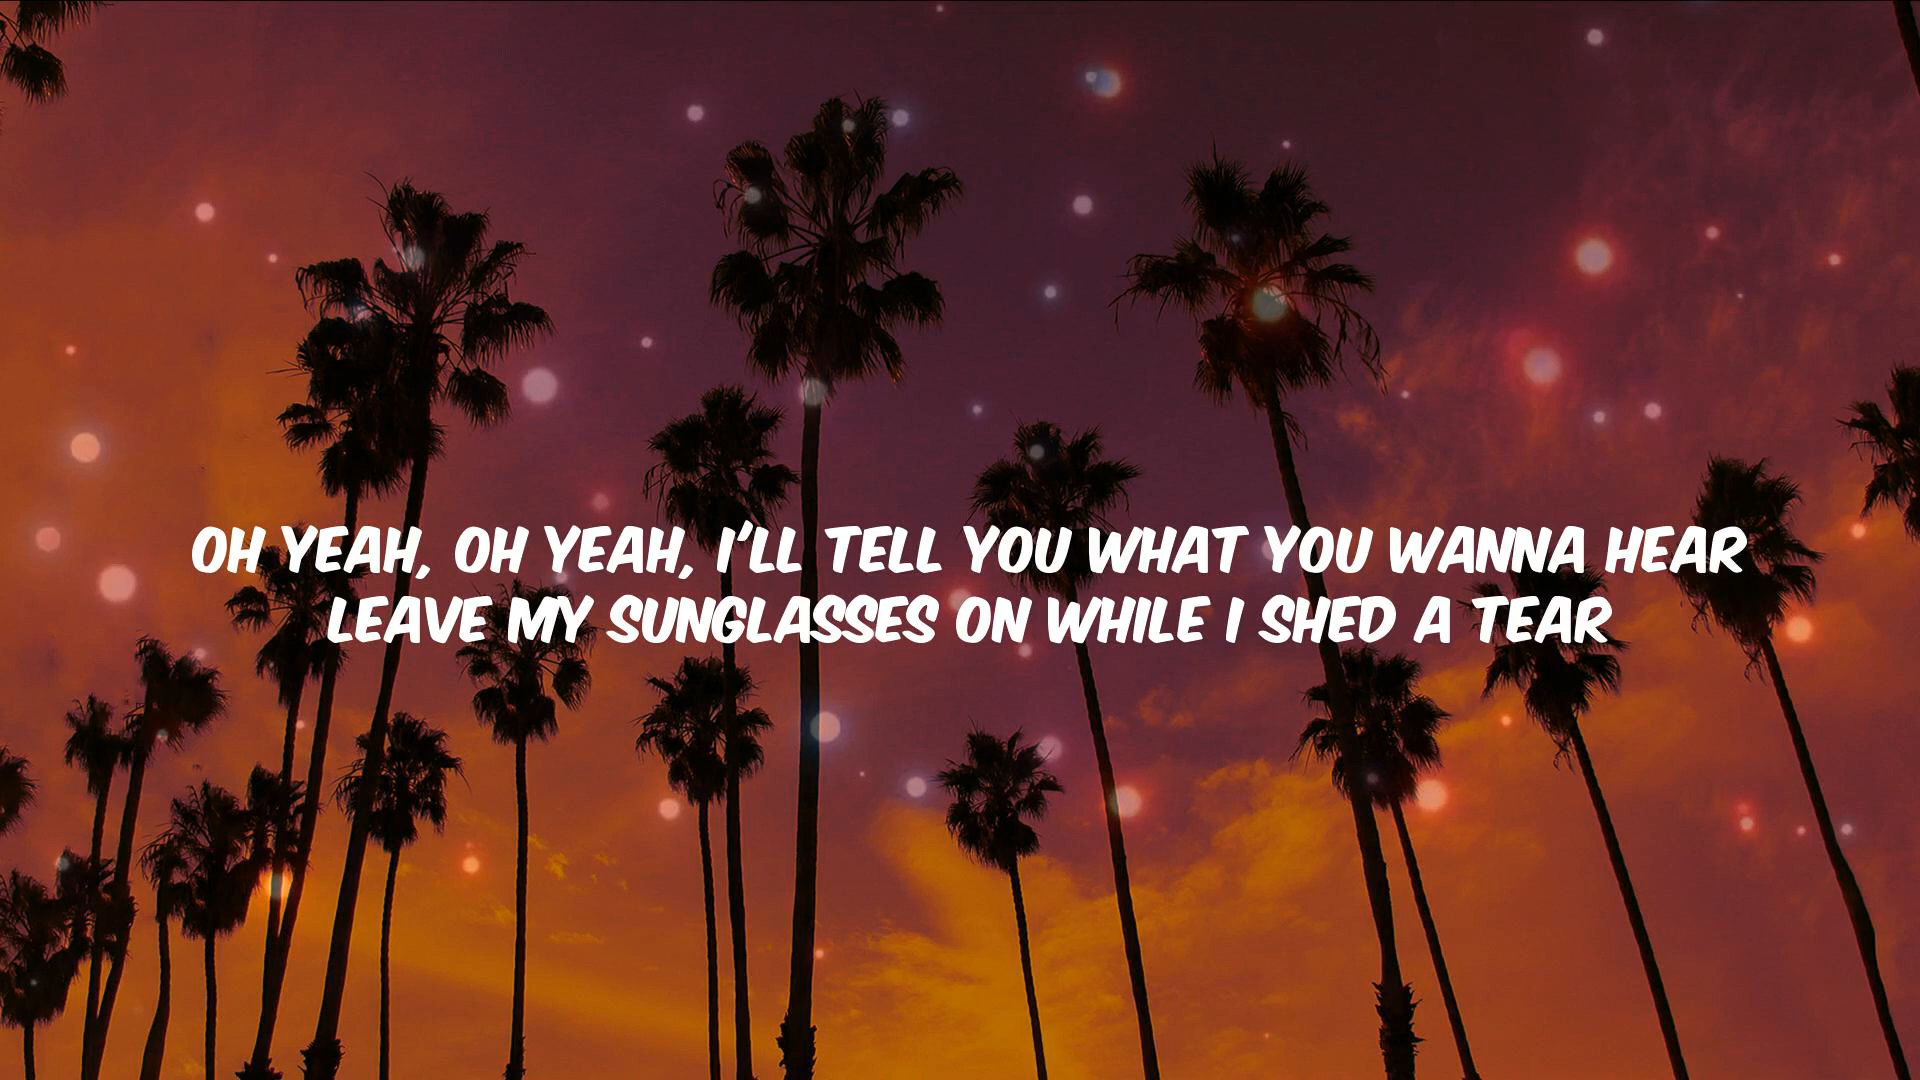 OH YEAH, OH YEAH, I'LL TELL YOU WHAT YOU WANNA HEAR
LEAVE MY SUNGLASSES ON WHILE I SHED A TEAR